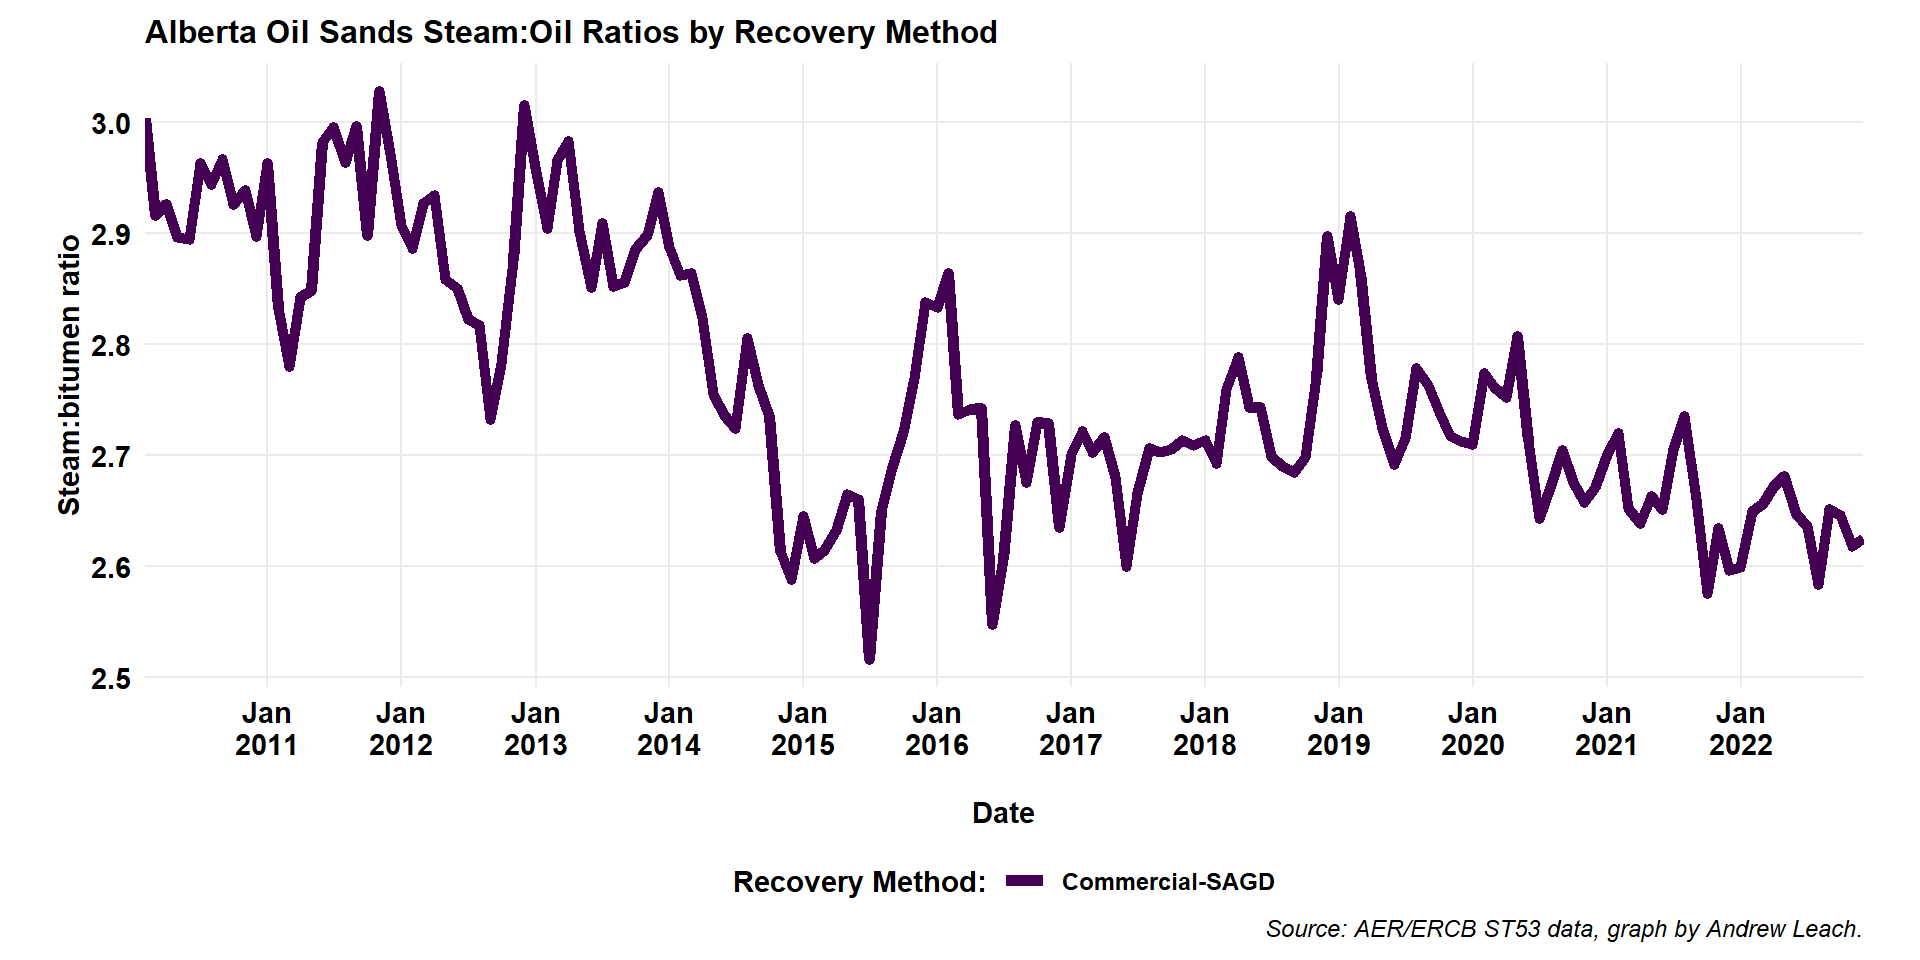 Alberta Oil Sands Steam:Oil Ratios by Recovery Method
Steam:bitumen ratio
3.0
2.9
2.8
2.7
2.6
2.5
Jan Jan Jan Jan Jan Jan Jan Jan Jan Jan Jan Jan
2011 2012 2013 2014 2015 2016 2017 2018 2019 2020 2021 2022
Date
Recovery Method: Commercial-SAGD
Source: AER/ERCB ST53 data, graph by Andrew Leach.